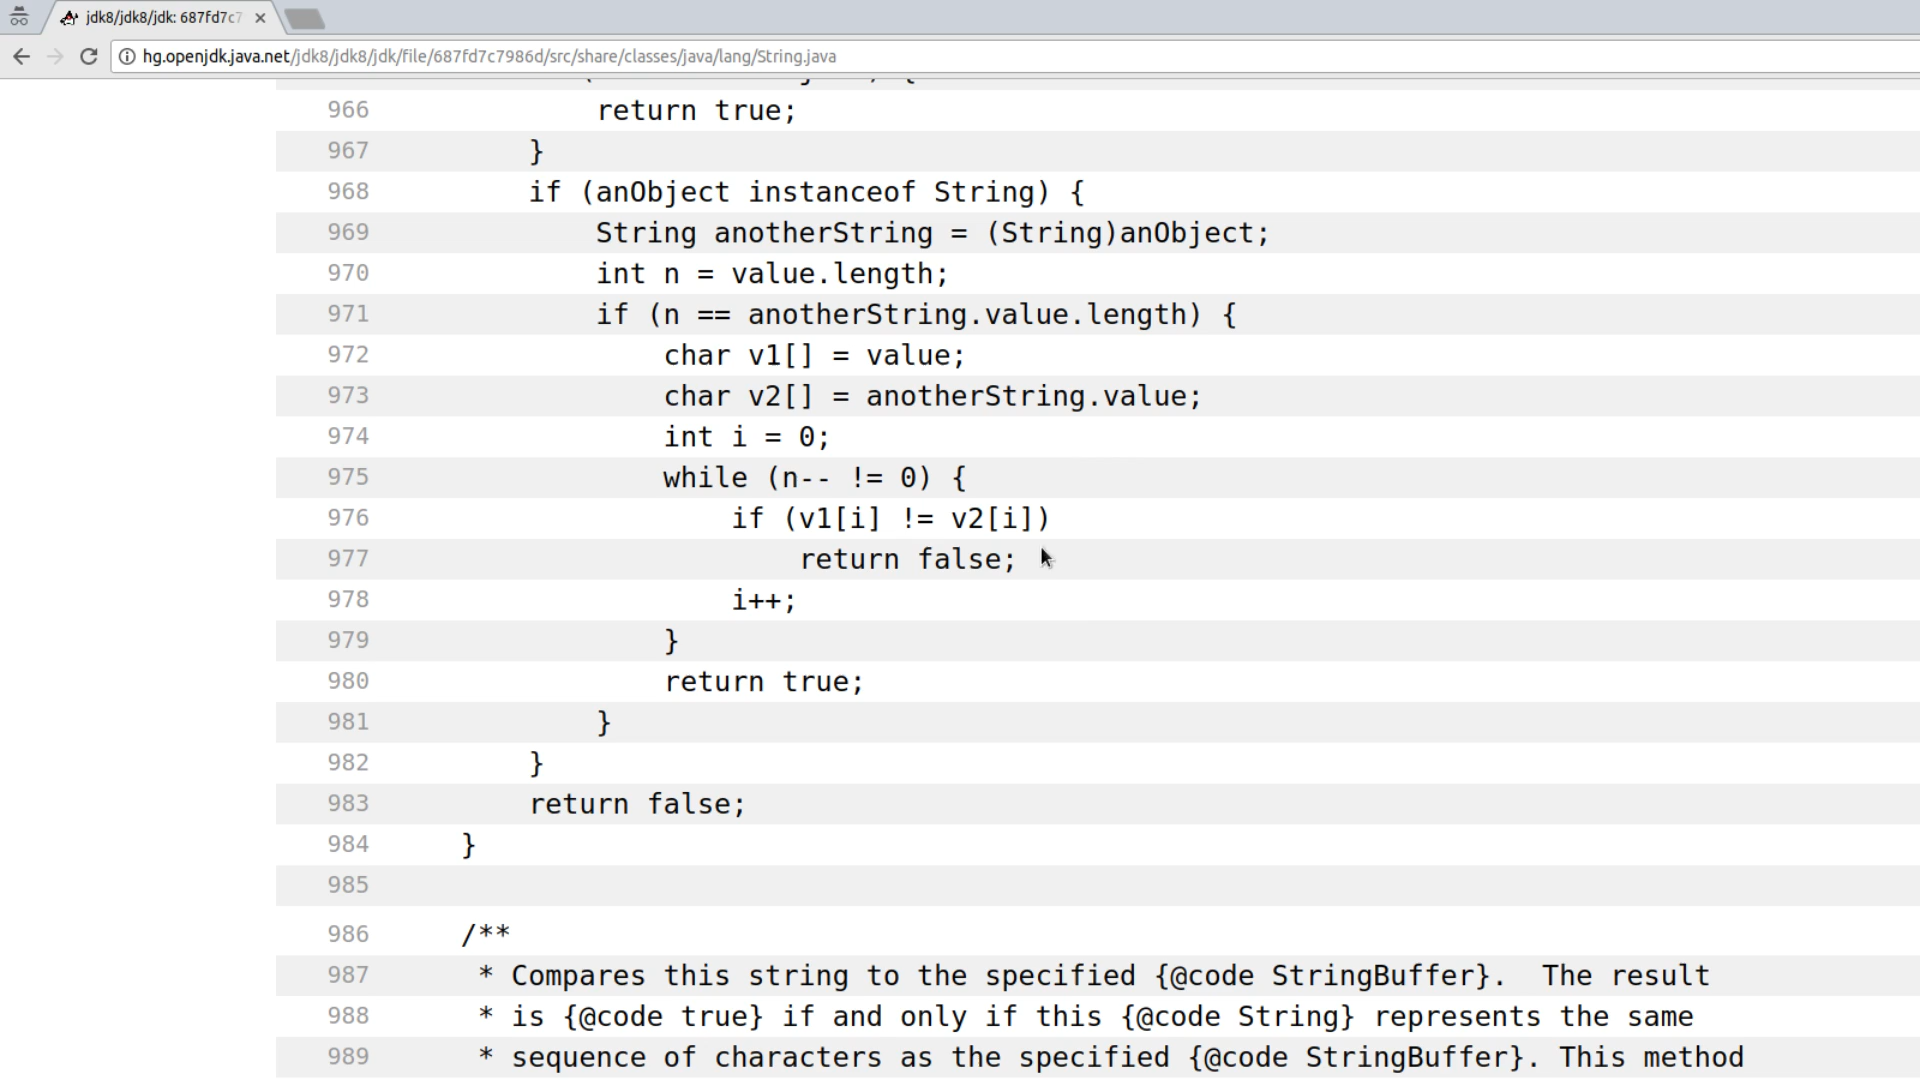 jdk8/jdk8/jdk: 687fd7c7
hg.openjdk.java.net/jdk8/jdk8/jdk/file/687fd7c7986d/src/share/classes/java/lang/String.java
966 return true;
967 }
968 if (anObject instanceof String) {
969 String anotherString = (String)anObject;
970 int n = value.length;
971 if (n == anotherString.value.length) {
972 char v1[] = value;
973 char v2[] = anotherString.value;
974 int i = 0;
975 while (n-- != 0) {
976 if (v1[i] != v2[i])
977 return false;
978 i++;
979 }
980 return true;
981 }
982 }
983 return false;
984 }
985
986 /**
987 * Compares this string to the specified {@code StringBuffer}.  The result
988 * is {@code true} if and only if this {@code String} represents the same
989 * sequence of characters as the specified {@code StringBuffer}. This method